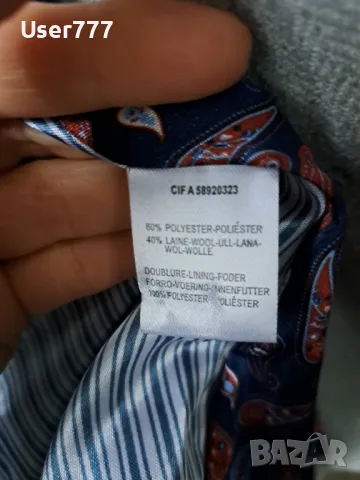 User777
CIF A 58920323
60% POLYESTER-POLIÉSTER
40% LAINE-WOOL-ULL-LANA-
WOL-WOLLE.
DOUBLURE-LINING-FODER
FORRO-VOERING-INNENFUTTER
100% POLYESTER POLIÉSTER
BAZAR